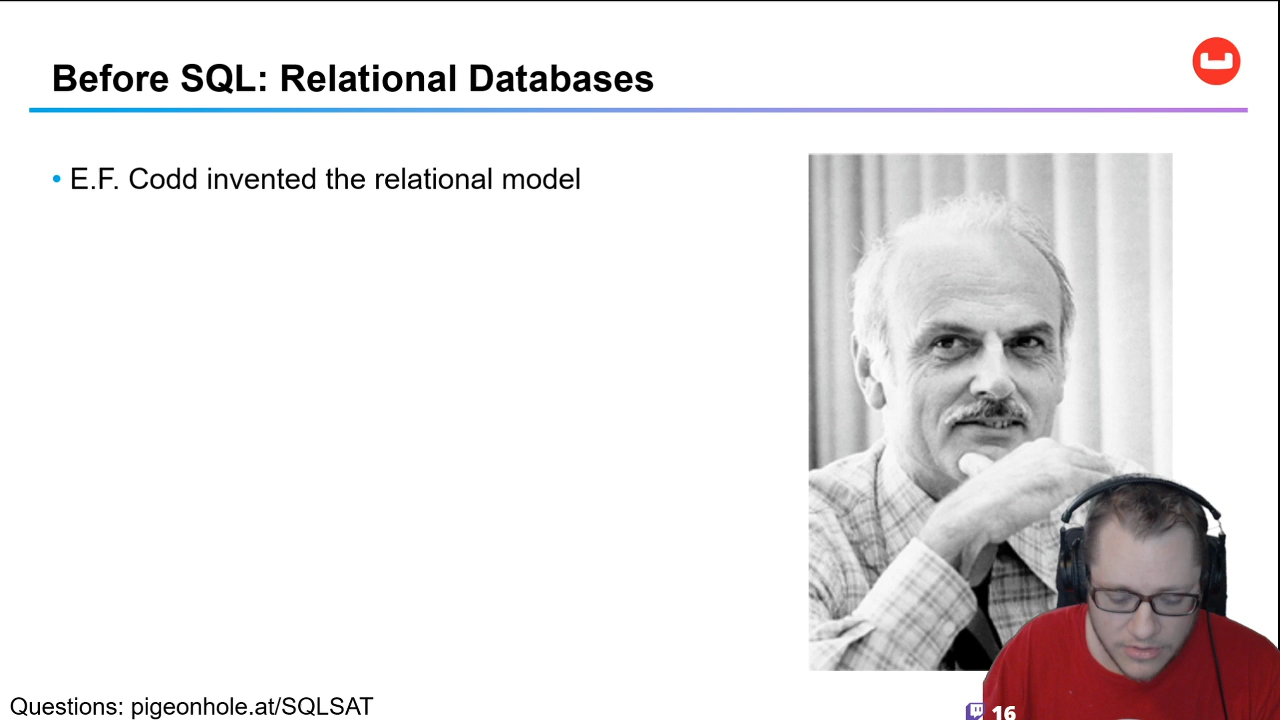 Before SQL: Relational Databases
• E.F. Codd invented the relational model
Questions: pigeonhole.at/SQLSAT
16